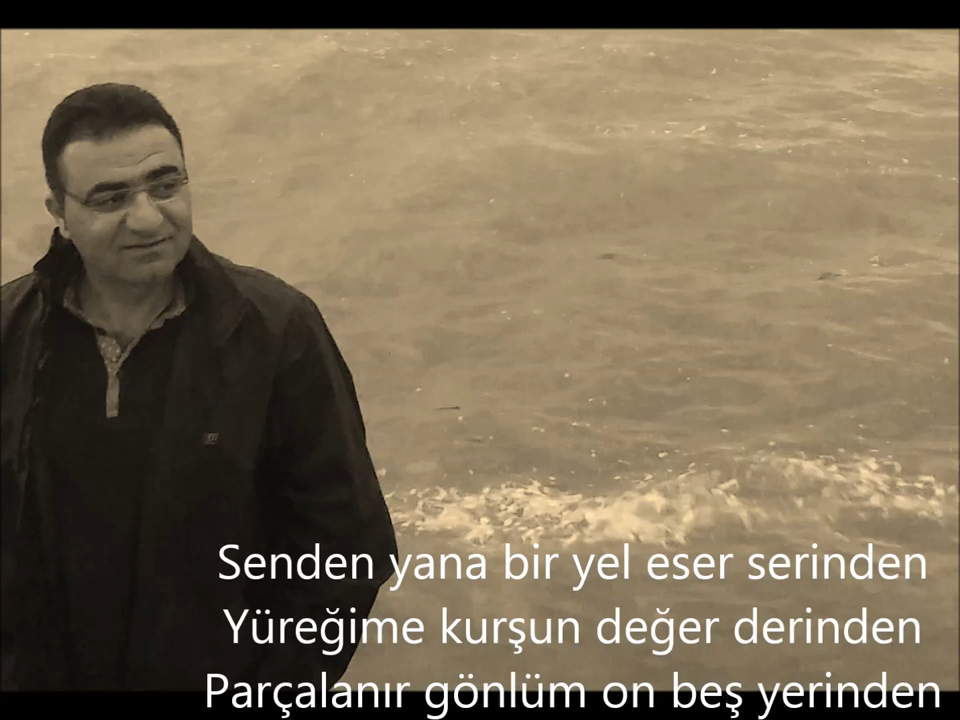 Senden yana bir yel eser serinden
Yüreğime kurşun değer derinden
Parçalanır gönlüm on beş yerinden